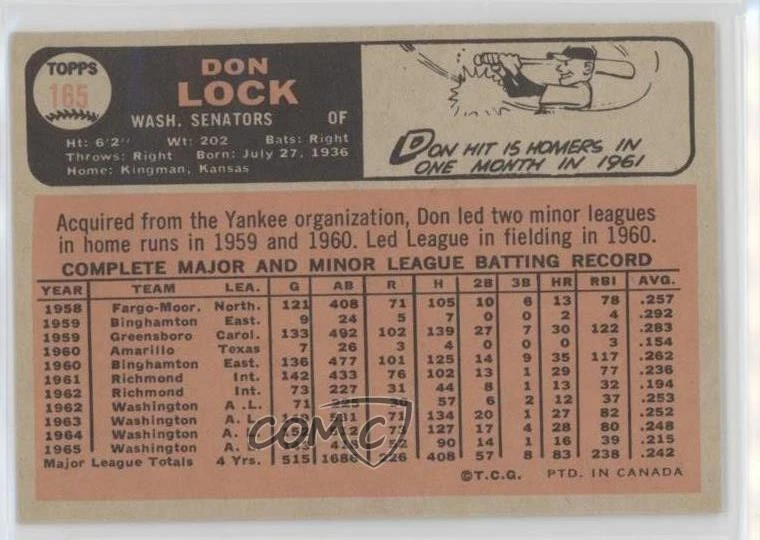 TOPPS
165
DON
LOCK
WASH. SENATORS OF
Ht: 6'2" Wt: 202 Bats: Right
Throws: Right Born: July 27, 1936
Home: Kingman, Kansas
DON HIT 15 HOMERS IN
ONE MONTH IN 1961
Acquired from the Yankee organization, Don led two minor leagues
in home runs in 1959 and 1960. Led League in fielding in 1960.
COMPLETE MAJOR AND MINOR LEAGUE BATTING RECORD
YEAR TEAM LEA. G AB R H 2B 3B HR RBI AVG.
1958 Fargo-Moor. North. 121 408 71 105 10 6 13 78 .257
1959 Binghamton East. 9 24 5 7 0 0 2 4 .292
1959 Greensboro Carol. 133 492 102 139 27 7 30 122 .283
1960 Amarillo Texas 7 26 3 4 0 0 0 3 .154
1960 Binghamton East. 136 477 101 125 14 9 35 117 .262
1961 Richmond Int. 142 433 76 102 13 1 29 77 .236
1962 Richmond Int. 73 227 31 44 8 1 13 32 .194
1962 Washington A. L. 71 225 30 57 6 2 12 37 .253
1963 Washington A. L. 531 71 134 20 1 27 82 .252
1964 Washington A. L. 73 127 17 4 28 80 .248
1965 Washington A. L. 52 90 14 1 16 39 .215
Major League Totals 4 Yrs. 515 1686 226 408 57 8 83 238 .242
©T.C.G. PTD. IN CANADA
COMC